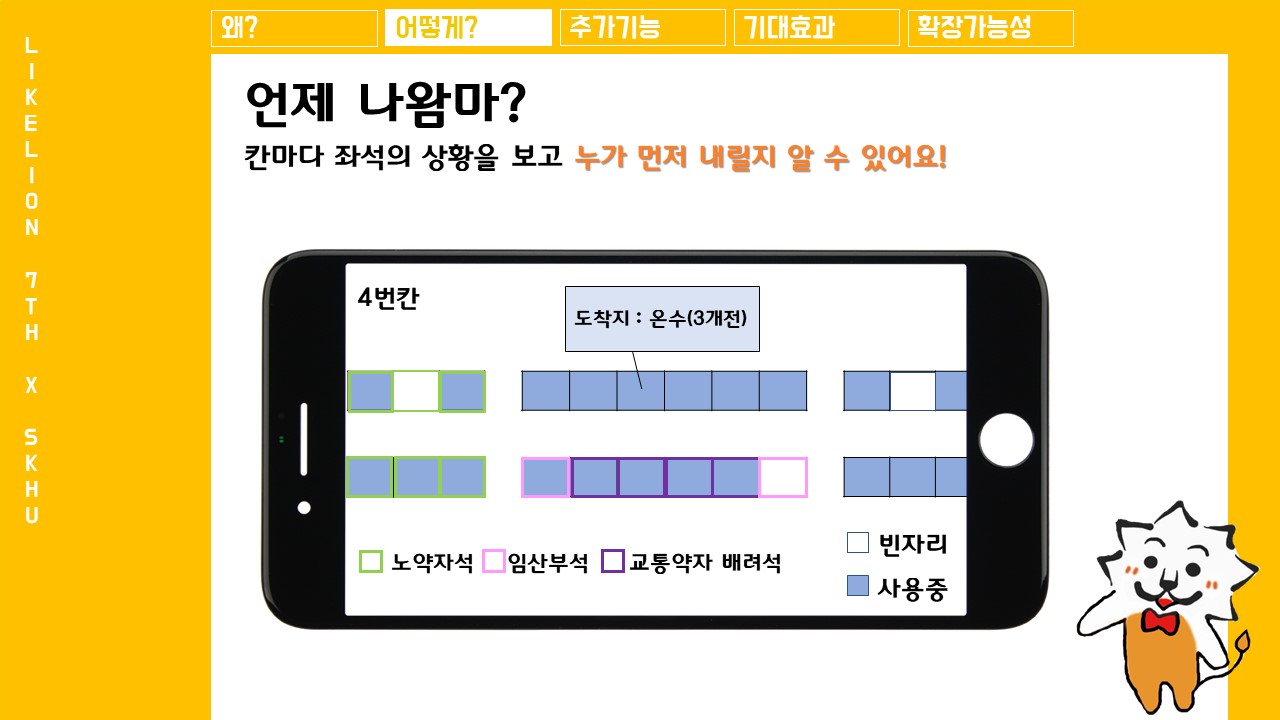 왜?
어떻게?
추가기능
기대효과
확장가능성
LIKELION 7TH X SKHU
언제 나왐마?
칸마다 좌석의 상황을 보고 누가 먼저 내릴지 알 수 있어요!
4번칸
도착지 : 온수(3개전)
노약자석 임산부석 교통약자 배려석
빈자리
사용중